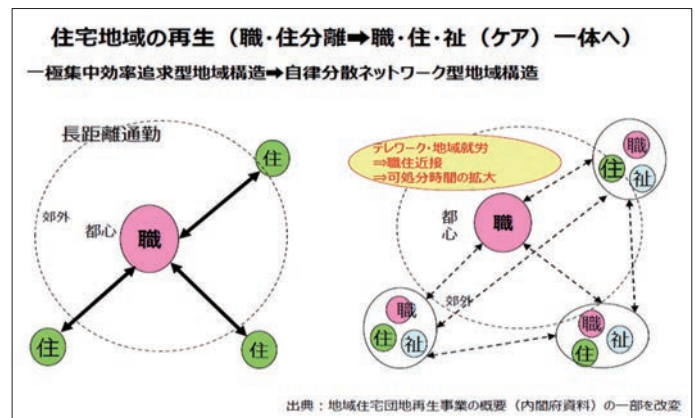 住宅地域の再生（職・住分離➡職・住・祉（ケア）一体へ）
一極集中効率追求型地域構造➡自律分散ネットワーク型地域構造
長距離通勤
住
郊外
都心
職
住
住
テレワーク・地域就労
⇒職住近接
⇒可処分時間の拡大
職
住
祉
都心
職
郊外
職
住
祉
職
住
祉
出典：地域住宅団地再生事業の概要（内閣府資料）の一部を改変